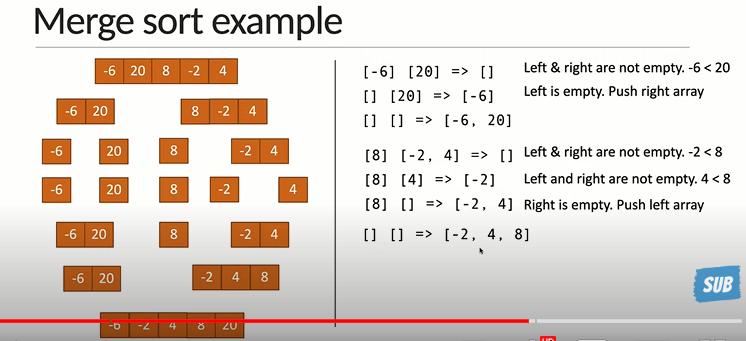 Merge sort example
-6 20 8 -2 4
-6 20 8 -2 4
-6 20 8 -2 4
-6 20 8 -2 4
-6 20 8 -2 4
-6 20 -2 4 8
-6 -2 4 8 20
[-6] [20] => [] Left & right are not empty. -6 < 20
[] [20] => [-6] Left is empty. Push right array
[] [] => [-6, 20]
[8] [-2, 4] => [] Left & right are not empty. -2 < 8
[8] [4] => [-2] Left and right are not empty. 4 < 8
[8] [] => [-2, 4] Right is empty. Push left array
[] [] => [-2, 4, 8]
SUB
HD